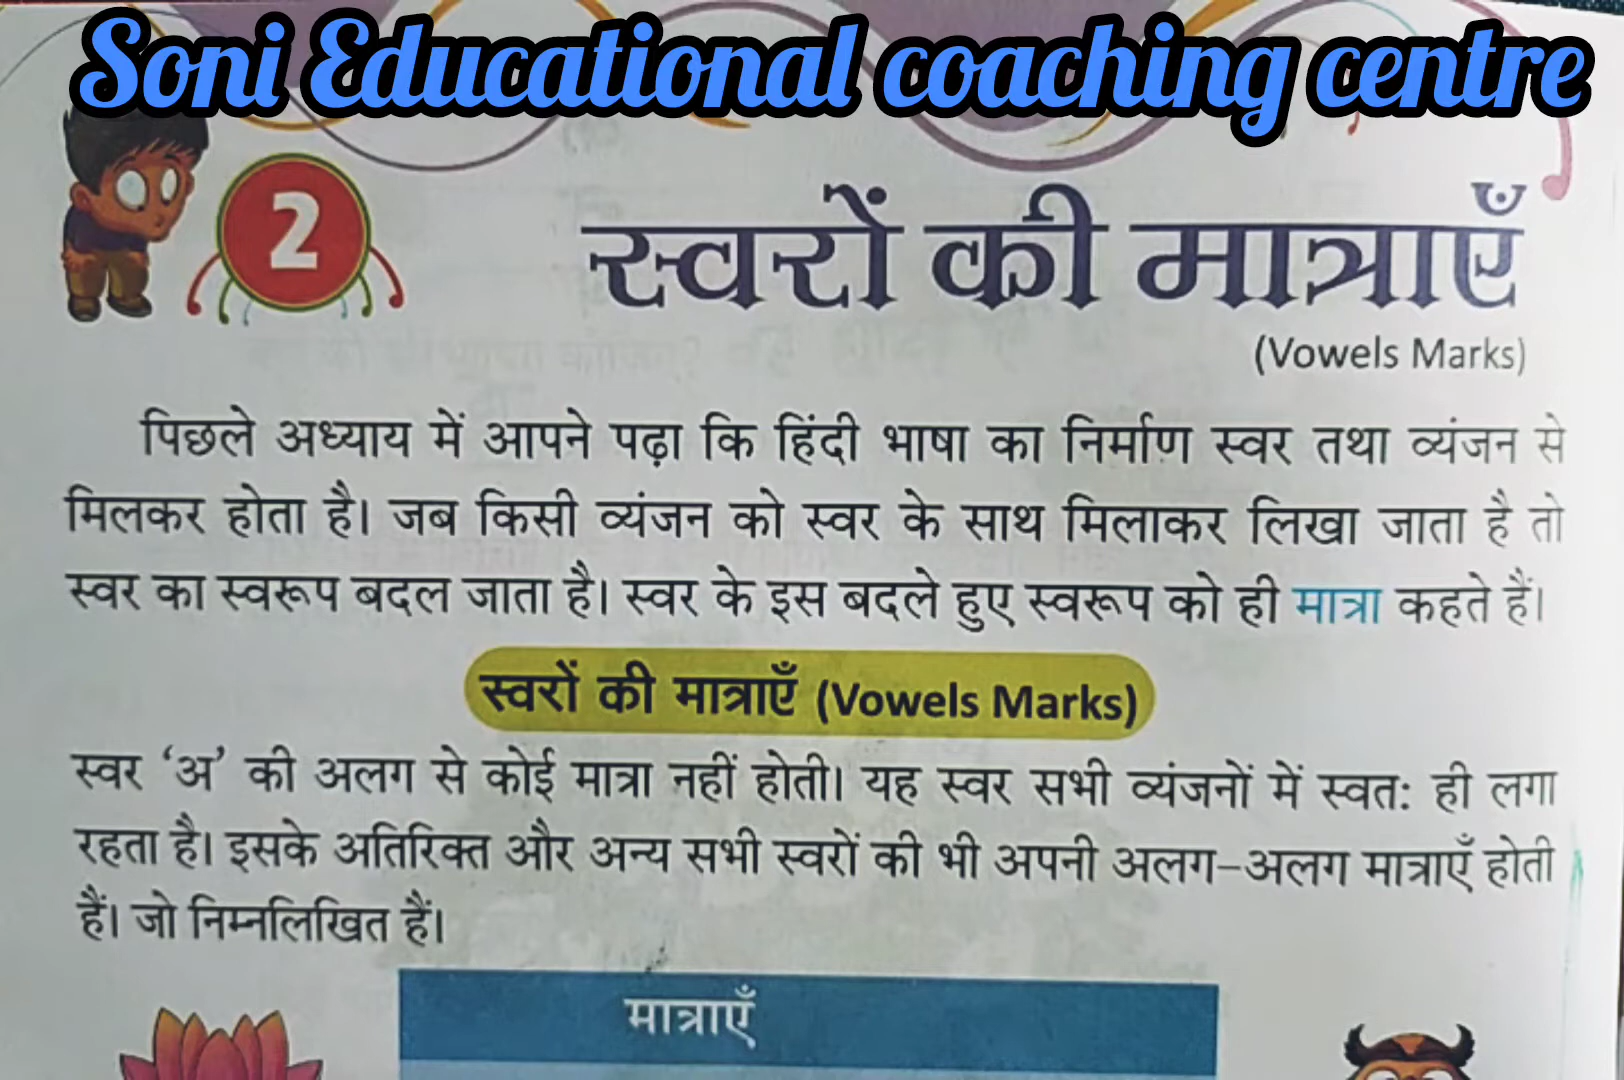 Soni Educational coaching centre
2
स्वरों की मात्राएँ
(Vowels Marks)
पिछले अध्याय में आपने पढ़ा कि हिंदी भाषा का निर्माण स्वर तथा व्यंजन से
मिलकर होता है। जब किसी व्यंजन को स्वर के साथ मिलाकर लिखा जाता है तो
स्वर का स्वरूप बदल जाता है। स्वर के इस बदले हुए स्वरूप को ही मात्रा कहते हैं।
स्वरों की मात्राएँ (Vowels Marks)
स्वर ‘अ’ की अलग से कोई मात्रा नहीं होती। यह स्वर सभी व्यंजनों में स्वत: ही लगा
रहता है। इसके अतिरिक्त और अन्य सभी स्वरों की भी अपनी अलग-अलग मात्राएँ होती
हैं। जो निम्नलिखित हैं।
मात्राएँ